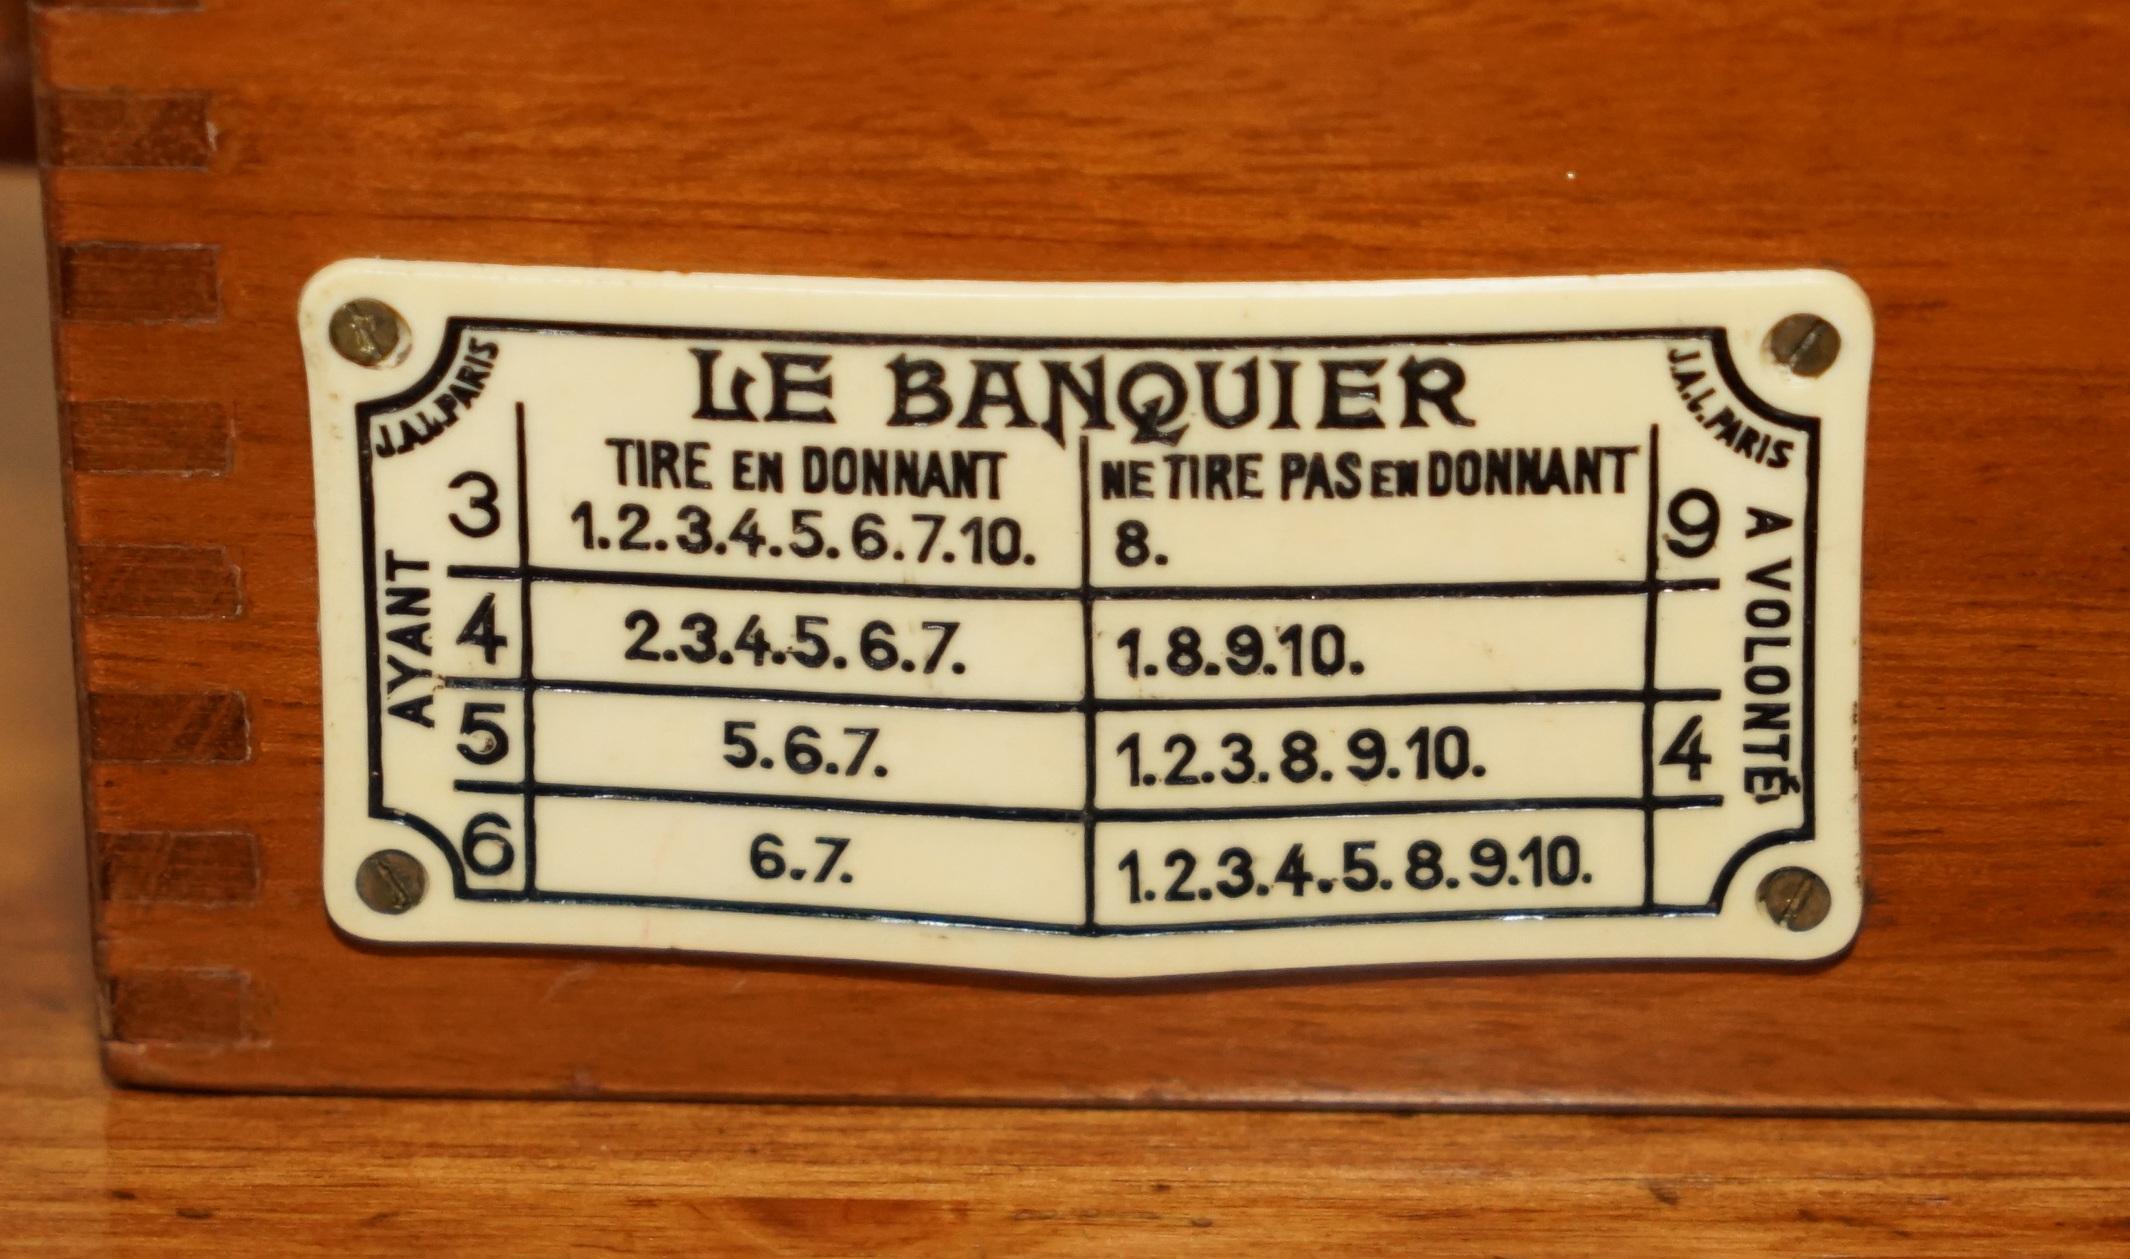 LE BANQUIER
J.A.L. PARIS
J.A.L. PARIS
TIRE EN DONNANT
NE TIRE PAS EN DONNANT
AYANT
A VOLONTÉ
3 1.2.3.4.5.6.7.10. 8. 9
4 2.3.4.5.6.7. 1.8.9.10.
5 5.6.7. 1.2.3.8.9.10. 4
6 6.7. 1.2.3.4.5.8.9.10.